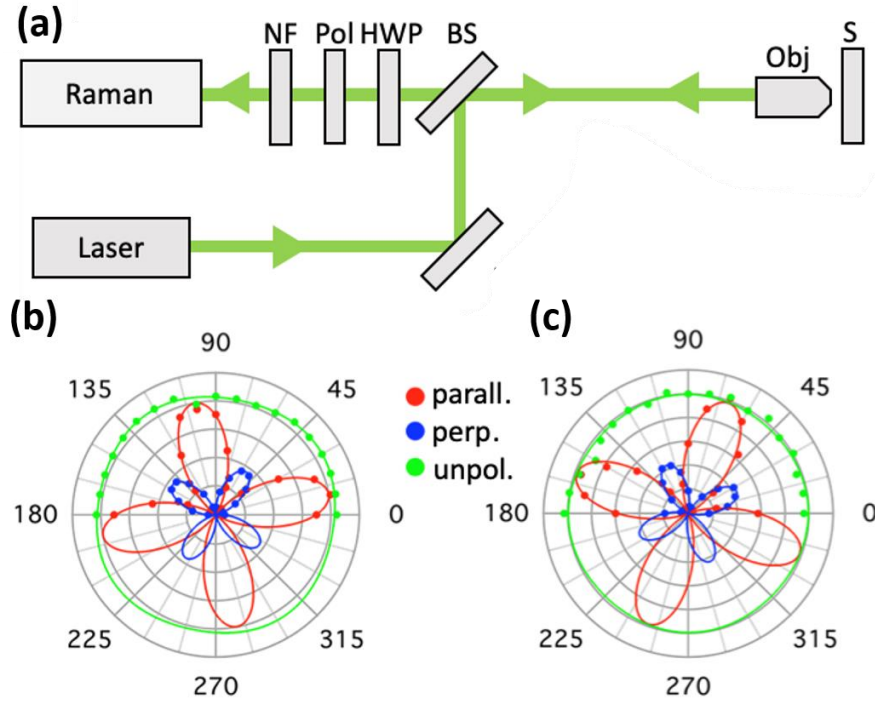 (a)
NF Pol HWP BS
Obj S
Raman
Laser
(b)
(c)
90
135 45
180 0
225 315
270
parall.
perp.
unpol.
90
135 45
180 0
225 315
270